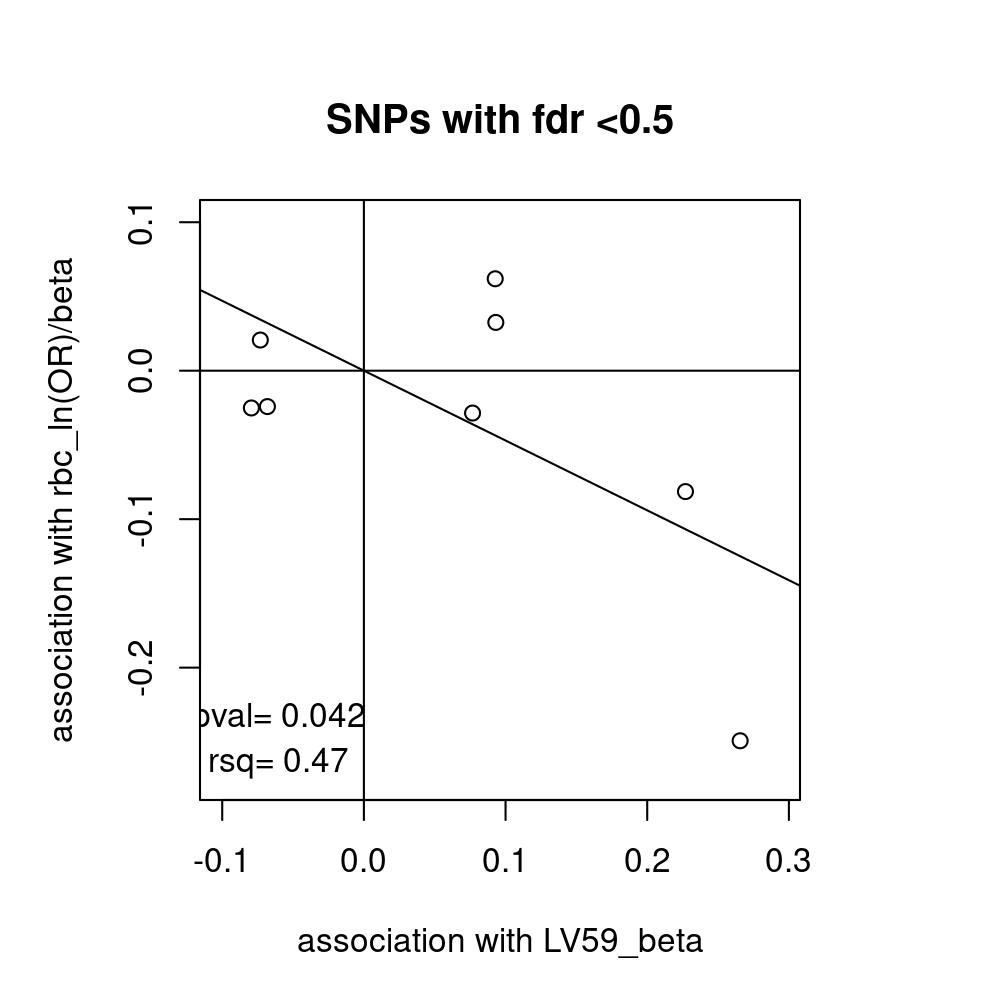 SNPs with fdr <0.5
association with rbc_ln(OR)/beta
0.1
0.0
-0.1
-0.2
pval= 0.042
rsq= 0.47
-0.1 0.0 0.1 0.2 0.3
association with LV59_beta